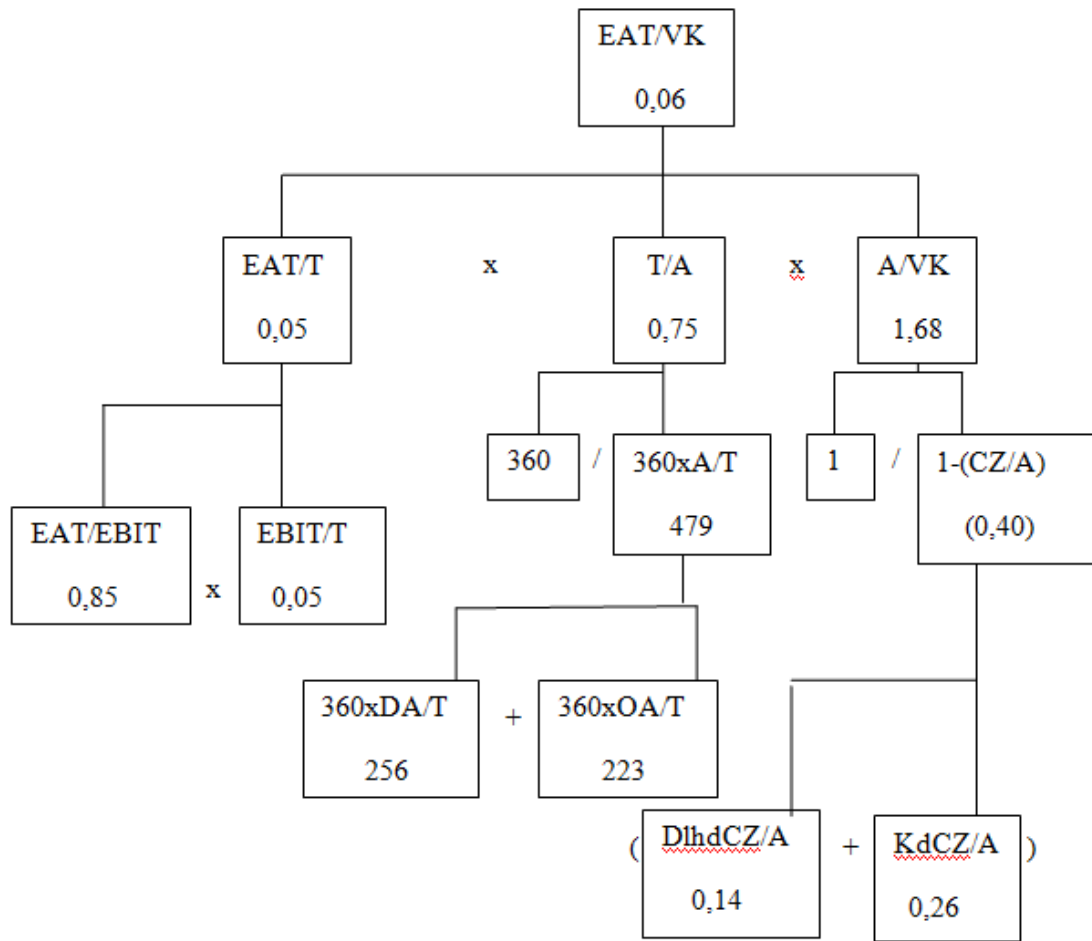 EAT/VK
0,06
EAT/T
0,05
x
T/A
0,75
x
A/VK
1,68
360
/
360xA/T
479
1
/
1-(CZ/A)
(0,40)
EAT/EBIT
0,85
x
EBIT/T
0,05
360xDA/T
256
+
360xOA/T
223
(
DlhdCZ/A
0,14
+
KdCZ/A
0,26
)